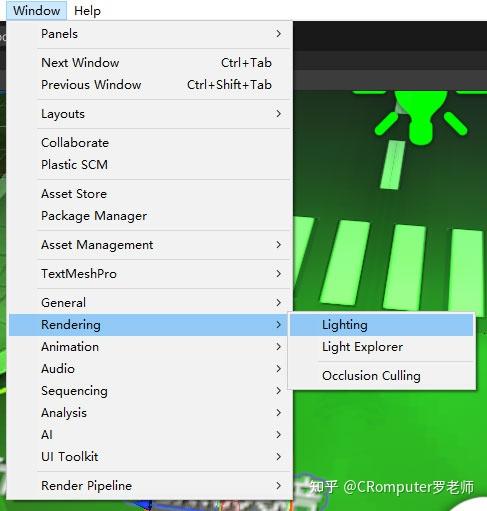 Window Help
Panels
Next Window Ctrl+Tab
Previous Window Ctrl+Shift+Tab
Layouts
Collaborate
Plastic SCM
Asset Store
Package Manager
Asset Management
TextMeshPro
General
Rendering
Lighting
Animation
Light Explorer
Audio
Occlusion Culling
Sequencing
Analysis
AI
UI Toolkit
Render Pipeline
知乎 @CRomputer罗老师